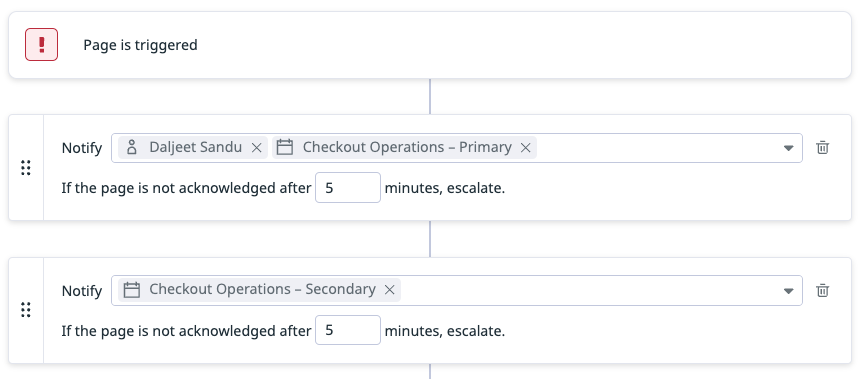 Page is triggered
Notify Daljeet Sandu Checkout Operations – Primary
If the page is not acknowledged after 5 minutes, escalate.
Notify Checkout Operations – Secondary
If the page is not acknowledged after 5 minutes, escalate.